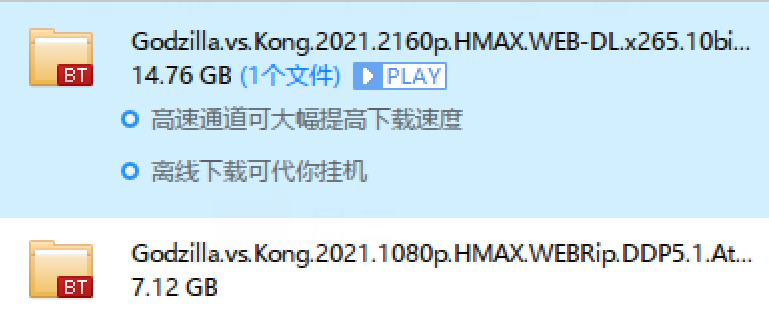 Godzilla.vs.Kong.2021.2160p.HMAX.WEB-DL.x265.10bi...
BT
14.76 GB (1个文件) PLAY
高速通道可大幅提高下载速度
离线下载可代你挂机
Godzilla.vs.Kong.2021.1080p.HMAX.WEBRip.DDP5.1.At...
BT
7.12 GB